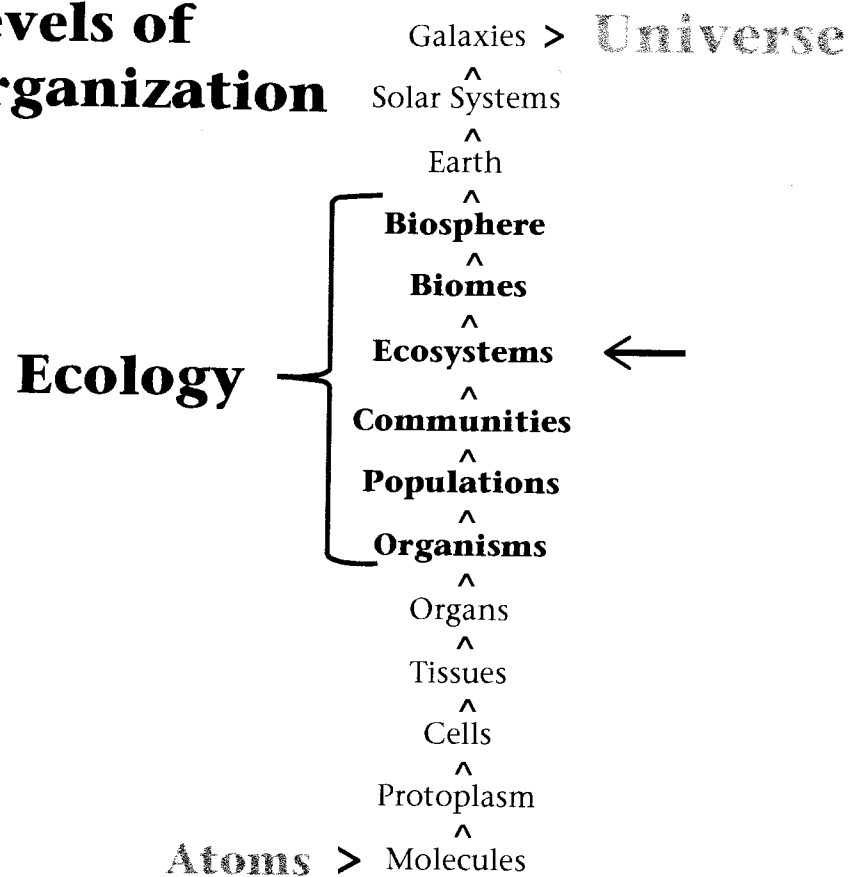 evels of
rganization
Galaxies > Universe
^
Solar Systems
^
Earth
^
Biosphere
^
Biomes
^
Ecosystems
^
Ecology
Communities
^
Populations
^
Organisms
^
Organs
^
Tissues
^
Cells
^
Protoplasm
^
Atoms > Molecules